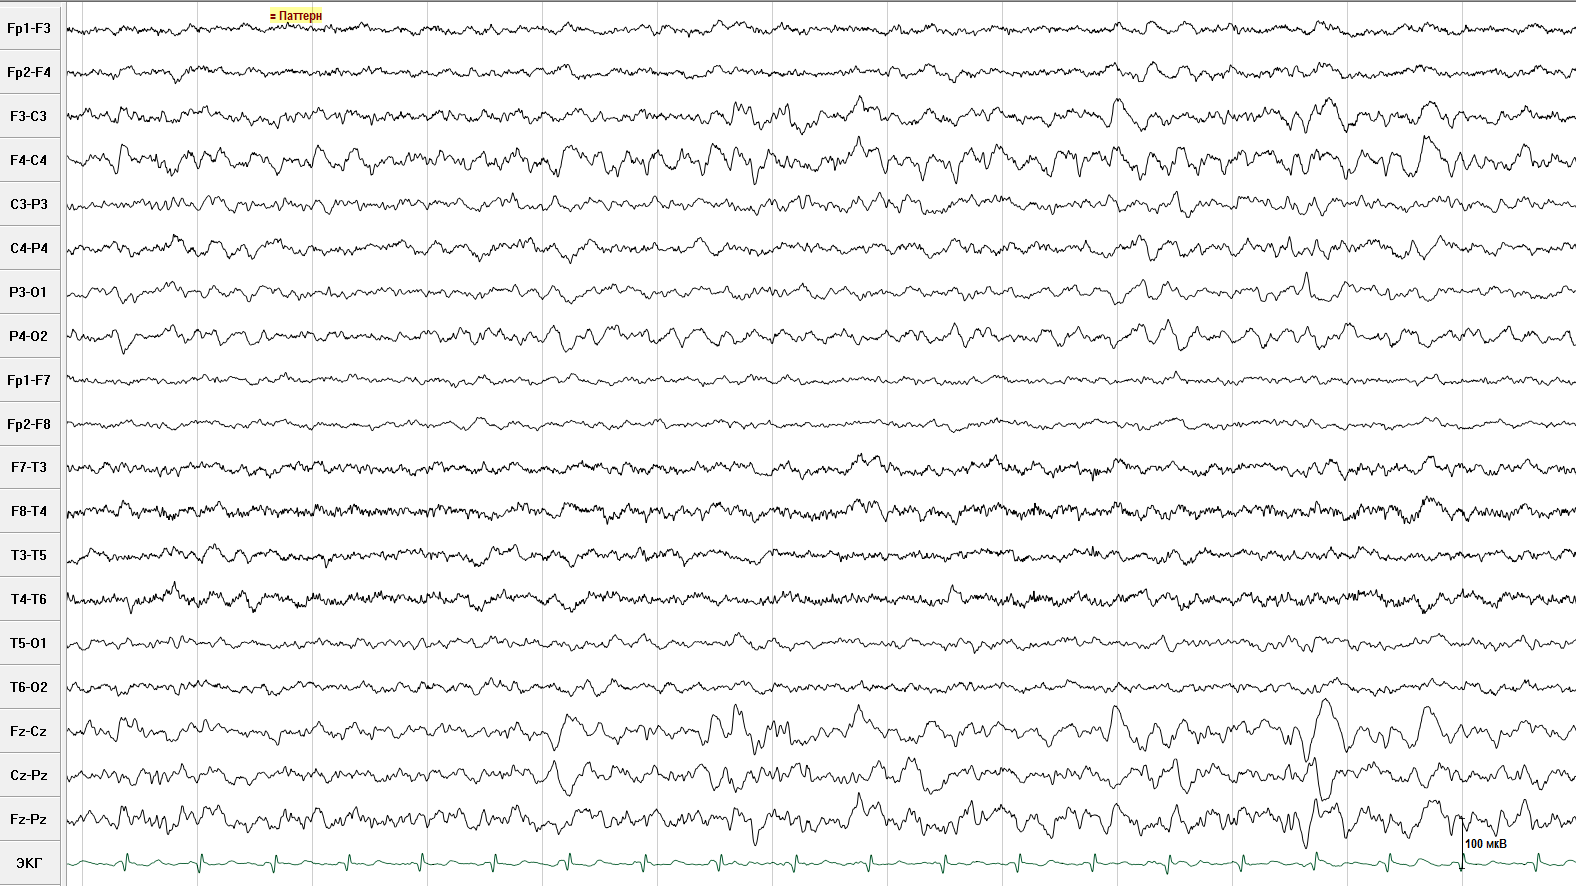 = Паттерн
Fp1-F3
Fp2-F4
F3-C3
F4-C4
C3-P3
C4-P4
P3-O1
P4-O2
Fp1-F7
Fp2-F8
F7-T3
F8-T4
T3-T5
T4-T6
T5-O1
T6-O2
Fz-Cz
Cz-Pz
Fz-Pz
100 мкВ
ЭКГ